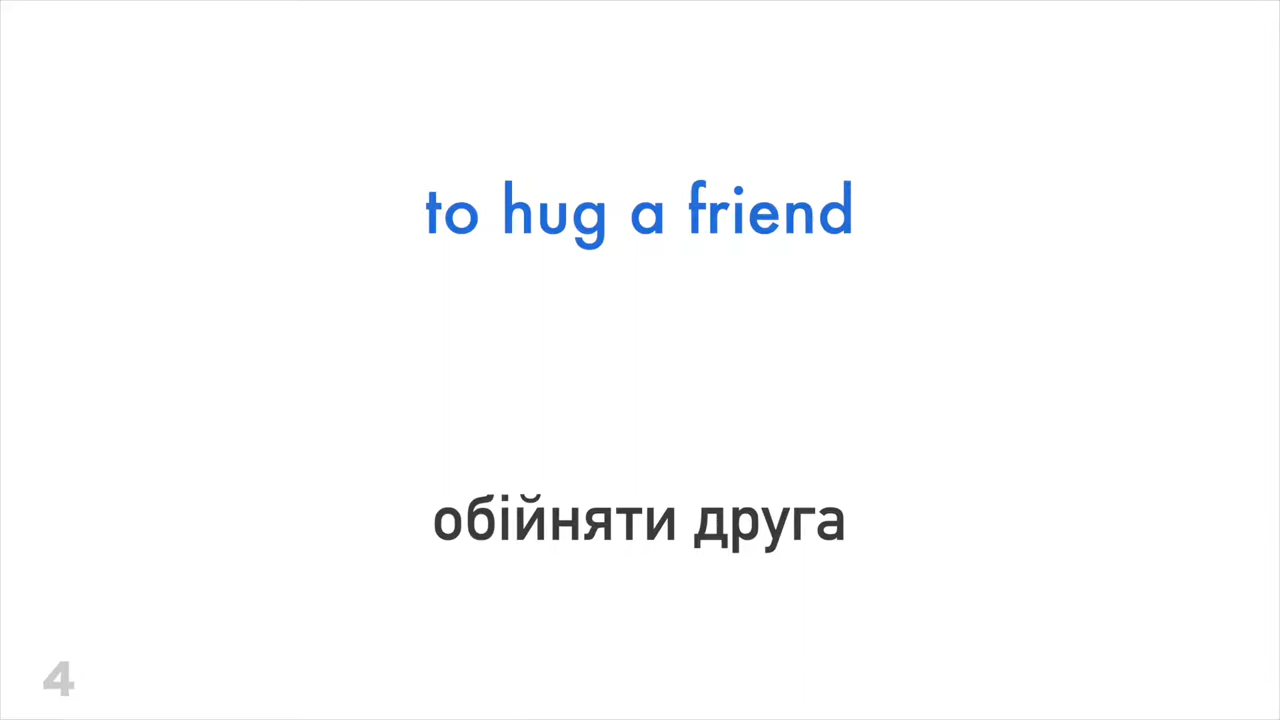 to hug a friend
обійняти друга
4